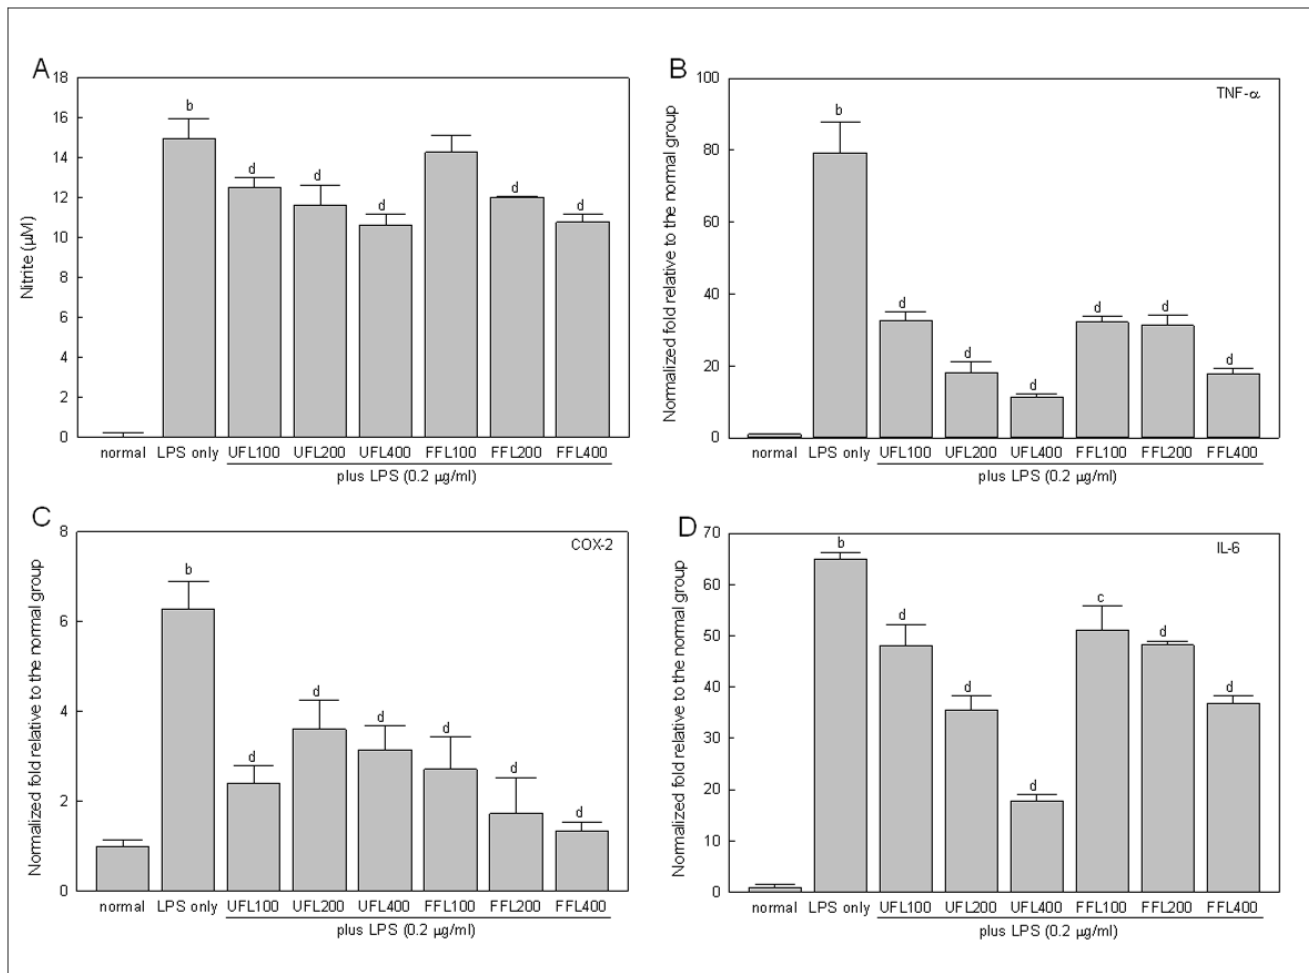 A
18
16
14
12
10
8
6
4
2
0
Nitrite (µM)
b
d
d
d
d
d
normal LPS only UFL100 UFL200 UFL400 FFL100 FFL200 FFL400
plus LPS (0.2 µg/ml)
B
TNF-α
100
80
60
40
20
0
Normalized fold relative to the normal group
b
d
d
d
d
d
d
normal LPS only UFL100 UFL200 UFL400 FFL100 FFL200 FFL400
plus LPS (0.2 µg/ml)
C
COX-2
8
6
4
2
0
Normalized fold relative to the normal group
b
d
d
d
d
d
d
normal LPS only UFL100 UFL200 UFL400 FFL100 FFL200 FFL400
plus LPS (0.2 µg/ml)
D
IL-6
70
60
50
40
30
20
10
0
Normalized fold relative to the normal group
b
d
d
d
c
d
d
normal LPS only UFL100 UFL200 UFL400 FFL100 FFL200 FFL400
plus LPS (0.2 µg/ml)